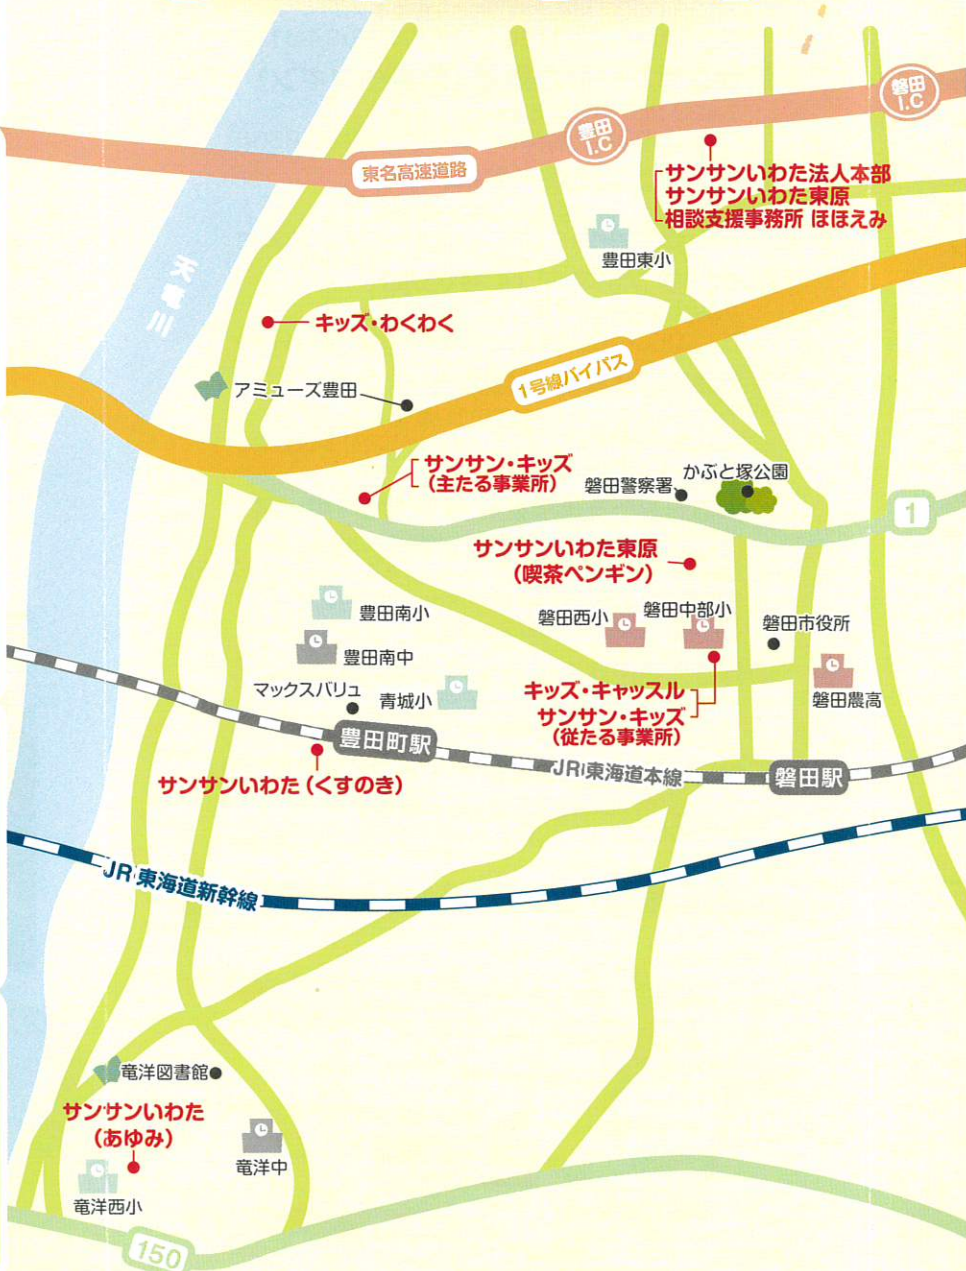 磐田
I.C
豊田
I.C
東名高速道路
サンサンいわた法人本部
サンサンいわた東原
相談支援事務所 ほほえみ
豊田東小
天竜川
キッズ・わくわく
1号線バイパス
アミューズ豊田
サンサン・キッズ
(主たる事業所)
かぶと塚公園
磐田警察署
1
サンサンいわた東原
(喫茶ペンギン)
豊田南小
磐田西小
磐田中部小
磐田市役所
豊田南中
マックスバリュ
青城小
キッズ・キャッスル
サンサン・キッズ
(従たる事業所)
磐田農高
豊田町駅
JR東海道本線
磐田駅
サンサンいわた(くすのき)
JR東海道新幹線
竜洋図書館
サンサンいわた
(あゆみ)
竜洋中
竜洋西小
150